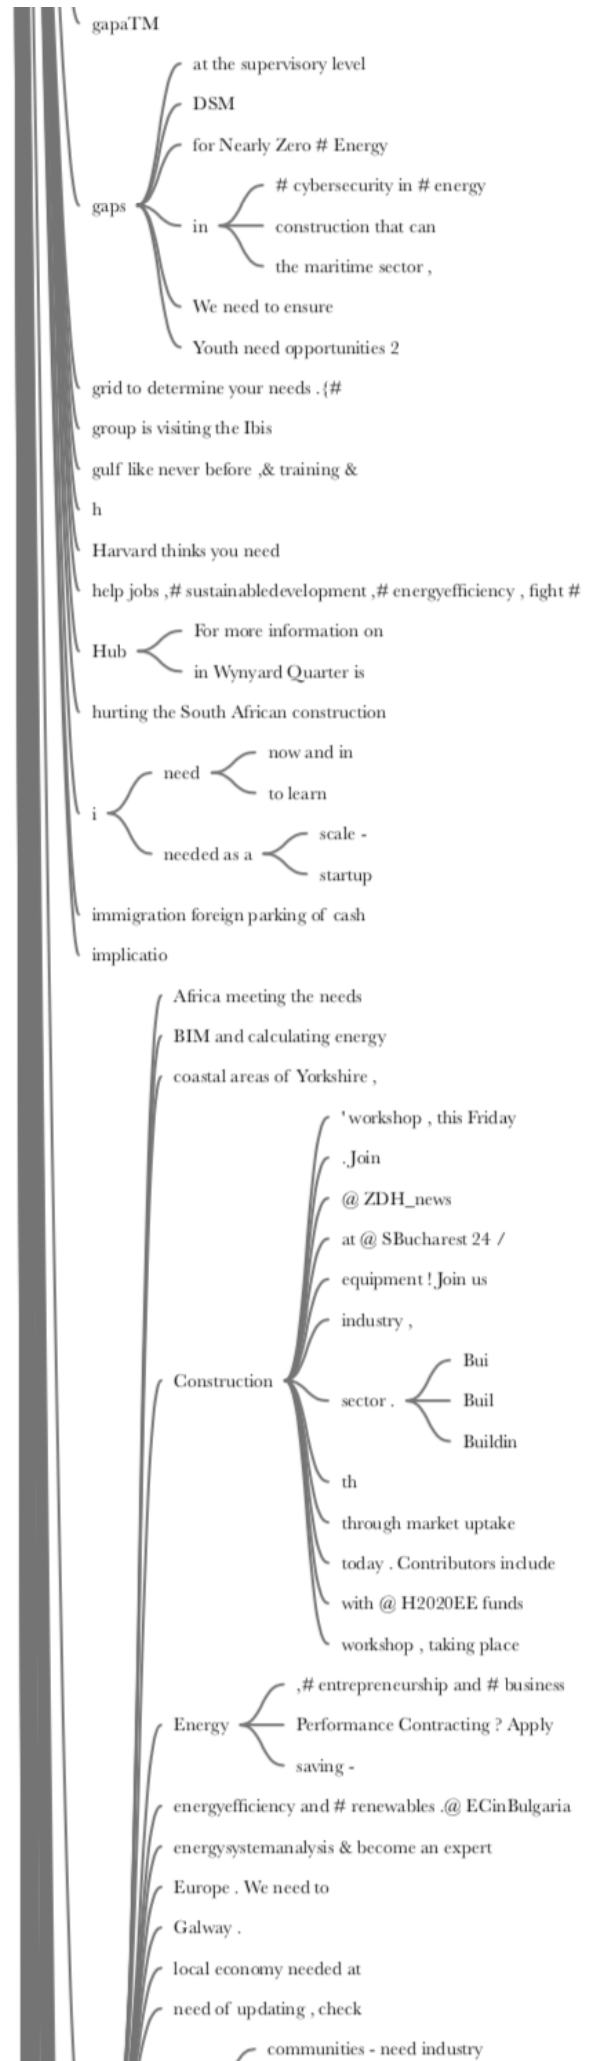 gapaTM
at the supervisory level
DSM
for Nearly Zero # Energy
gaps
in
# cybersecurity in # energy
construction that can
the maritime sector ,
We need to ensure
Youth need opportunities 2
grid to determine your needs .{#
group is visiting the Ibis
gulf like never before ,& training &
h
Harvard thinks you need
help jobs ,# sustainabledevelopment ,# energyefficiency , fight #
Hub
For more information on
in Wynyard Quarter is
hurting the South African construction
i
need
now and in
to learn
needed as a
scale -
startup
immigration foreign parking of cash
implicatio
Africa meeting the needs
BIM and calculating energy
coastal areas of Yorkshire ,
Construction
' workshop , this Friday
. Join
@ ZDH_news
at @ SBucharest 24 /
equipment ! Join us
industry ,
sector .
Bui
Buil
Buildin
th
through market uptake
today . Contributors include
with @ H2020EE funds
workshop , taking place
Energy
,# entrepreneurship and # business
Performance Contracting ? Apply
saving -
energyefficiency and # renewables .@ ECinBulgaria
energysystemanalysis & become an expert
Europe . We need to
Galway .
local economy needed at
need of updating , check
communities - need industry